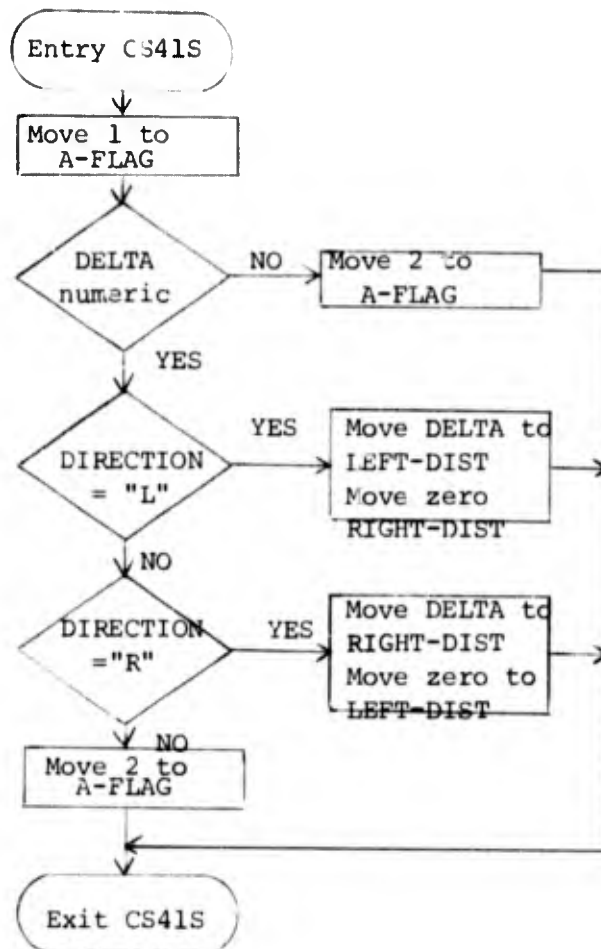 Entry CS41S
Move 1 to
A-FLAG
DELTA
numeric
NO
Move 2 to
A-FLAG
YES
DIRECTION
= "L"
YES
Move DELTA to
LEFT-DIST
Move zero
RIGHT-DIST
NO
DIRECTION
="R"
YES
Move DELTA to
RIGHT-DIST
Move zero to
LEFT-DIST
NO
Move 2 to
A-FLAG
Exit CS41S